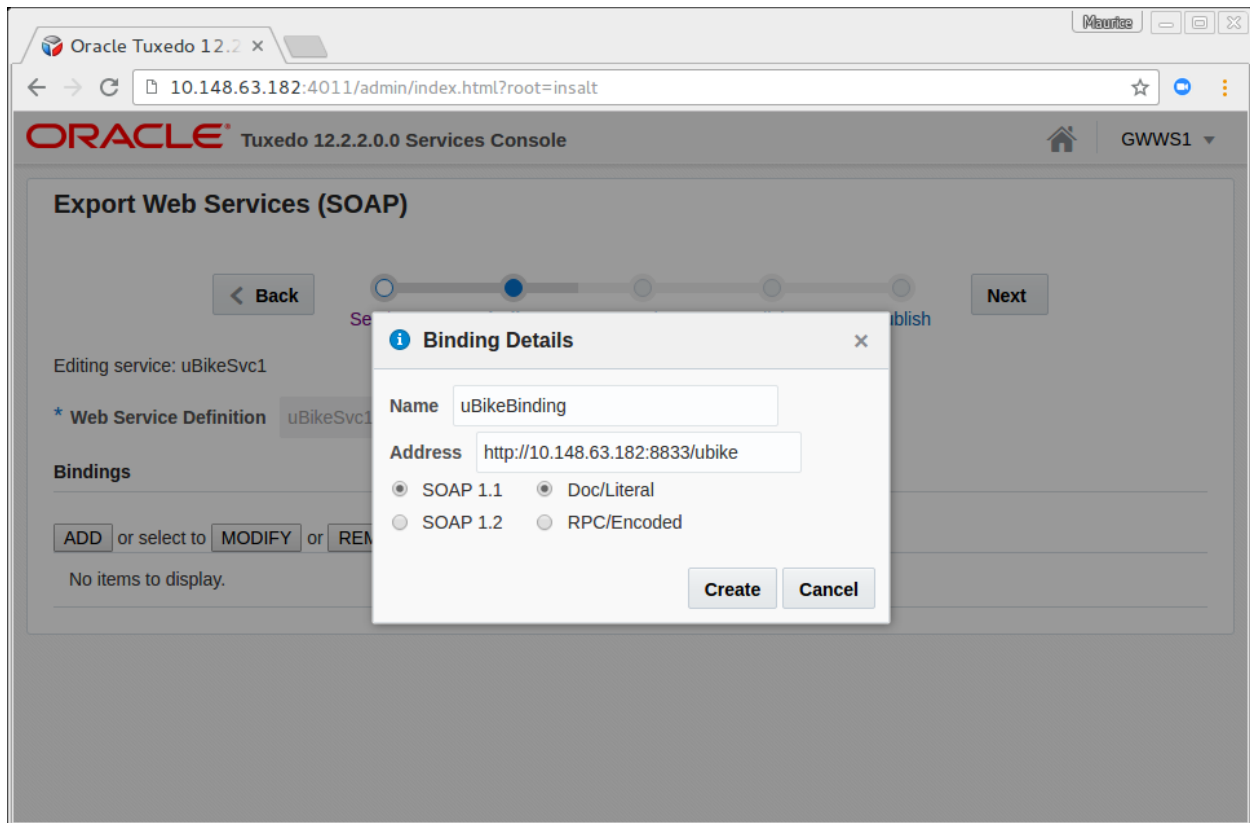 Maurice
Oracle Tuxedo 12.2
10.148.63.182:4011/admin/index.html?root=insalt
ORACLE Tuxedo 12.2.2.0.0 Services Console GWWS1
Export Web Services (SOAP)
Back Next
Se ublish
Binding Details
Editing service: uBikeSvc1
Name uBikeBinding
* Web Service Definition uBikeSvc1
Address http://10.148.63.182:8833/ubike
Bindings
SOAP 1.1 Doc/Literal
SOAP 1.2 RPC/Encoded
ADD or select to MODIFY or REM
No items to display.
Create Cancel